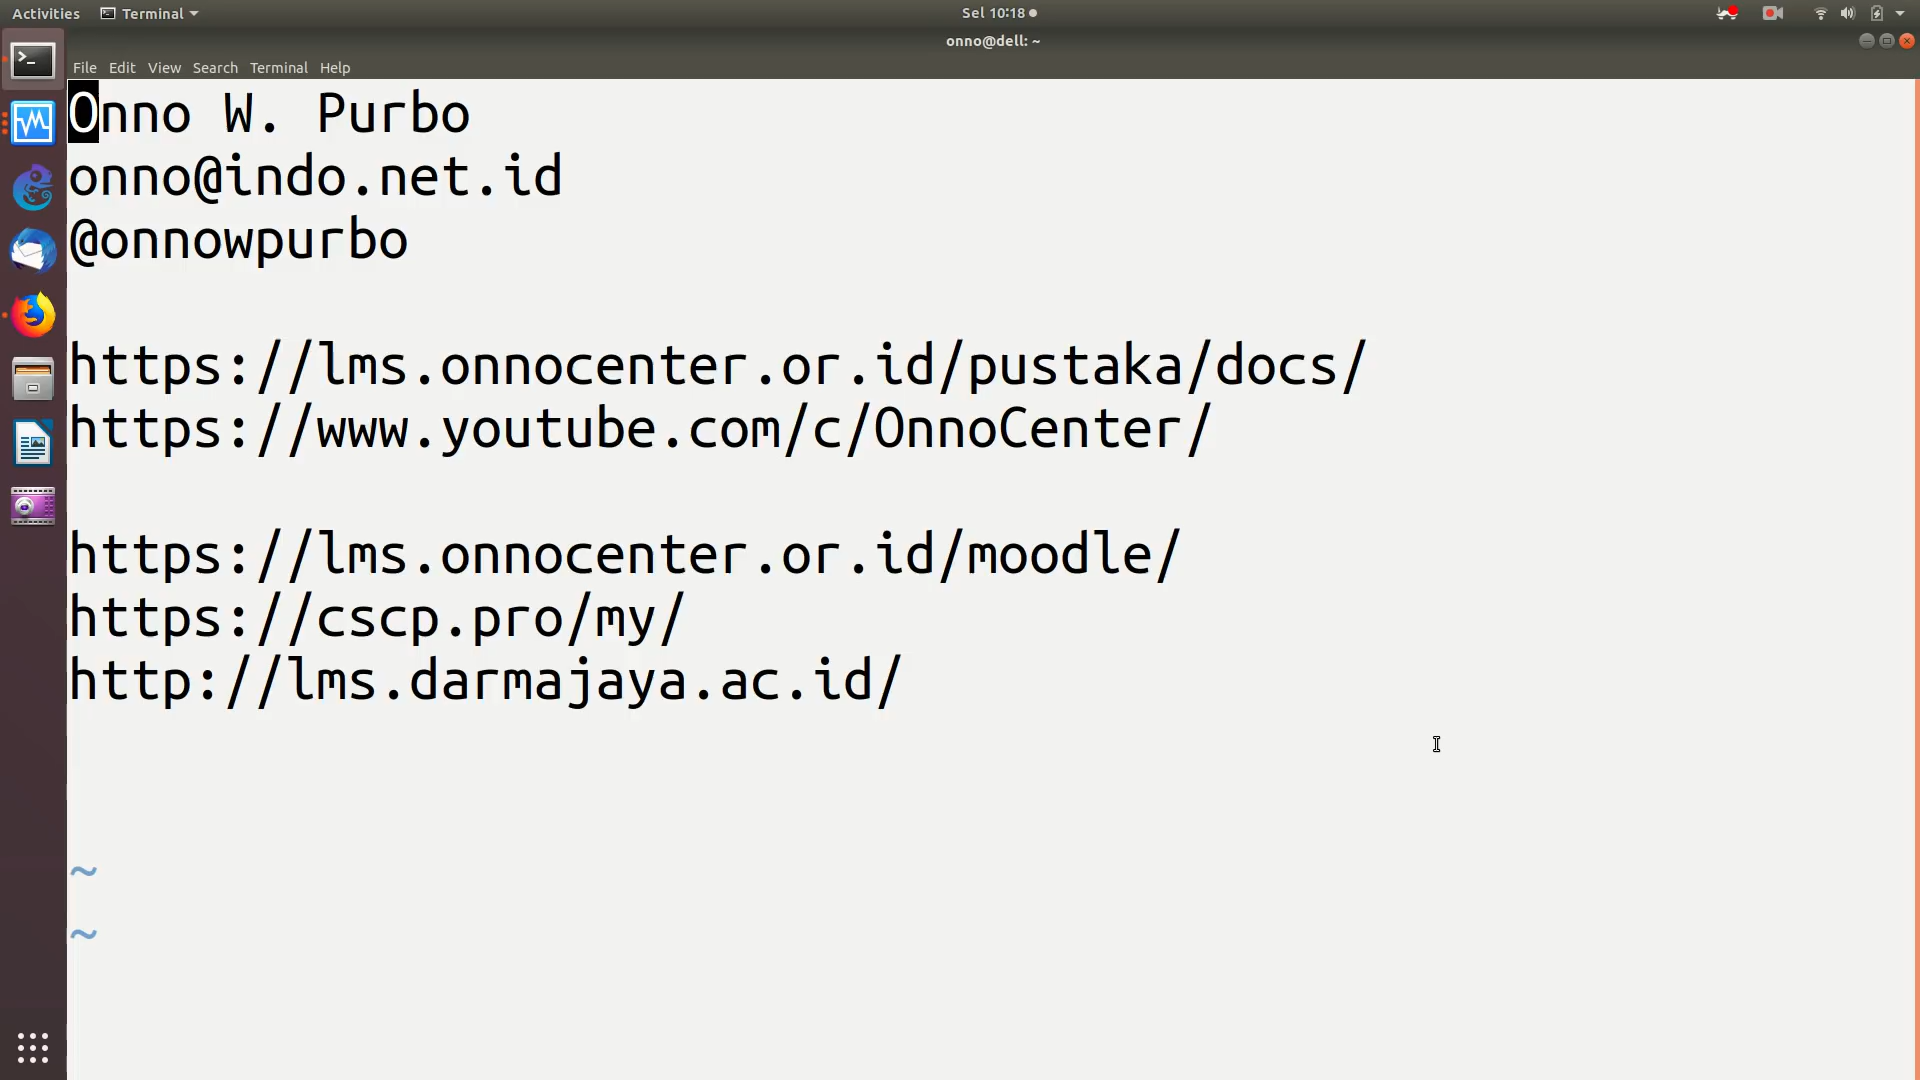 Activities Terminal Sel 10:18
onno@dell: ~
File Edit View Search Terminal Help
Onno W. Purbo
onno@indo.net.id
@onnowpurbo
https://lms.onnocenter.or.id/pustaka/docs/
https://www.youtube.com/c/OnnoCenter/
https://lms.onnocenter.or.id/moodle/
https://cscp.pro/my/
http://lms.darmajaya.ac.id/
~
~